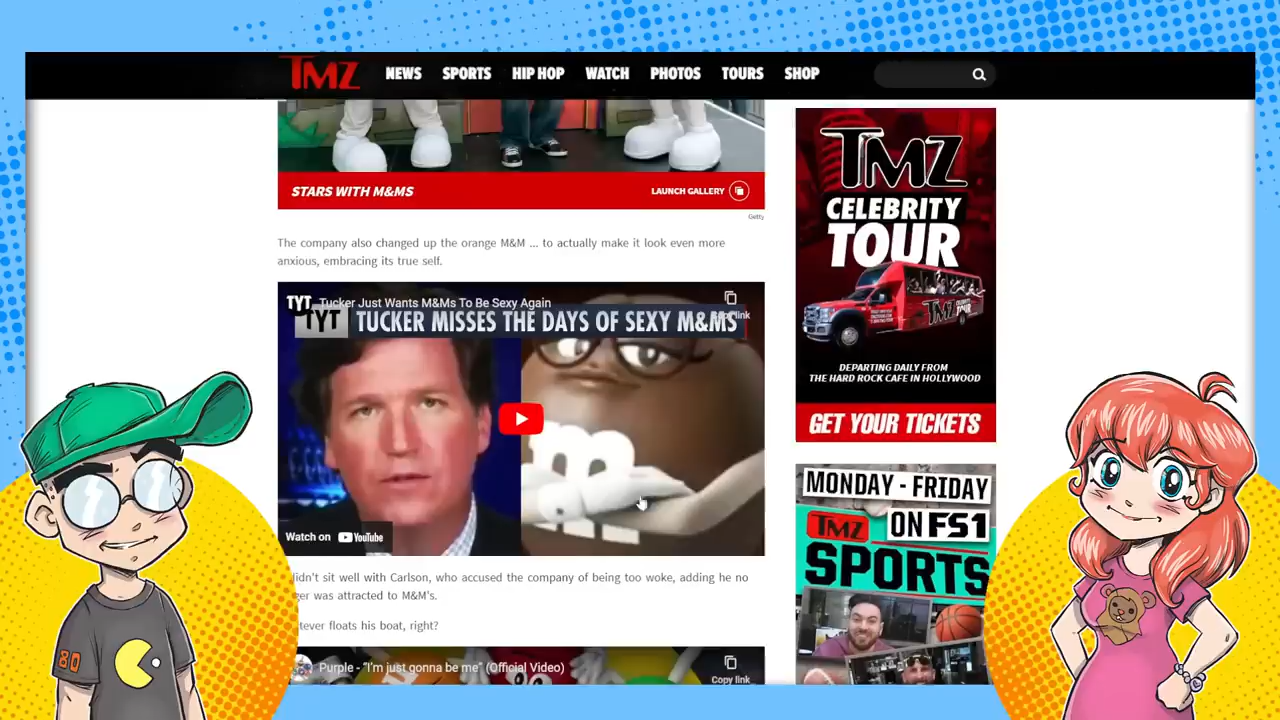 TMZ NEWS SPORTS HIP HOP WATCH PHOTOS TOURS SHOP
STARS WITH M&MS LAUNCH GALLERY
Getty
The company also changed up the orange M&M ... to actually make it look even more
anxious, embracing its true self.
TYT Tucker Just Wants M&Ms To Be Sexy Again
TYT TUCKER MISSES THE DAYS OF SEXY M&MS
link
m
Watch on YouTube
idn't sit well with Carlson, who accused the company of being too woke, adding he no
ger was attracted to M&M's.
tever floats his boat, right?
Purple - "I'm just gonna be me" (Official Video)
Copy link
TMZ
CELEBRITY
TOUR
DEPARTING DAILY FROM
THE HARD ROCK CAFE IN HOLLYWOOD
GET YOUR TICKETS
MONDAY - FRIDAY
TMZ ON FS1
SPORTS
80